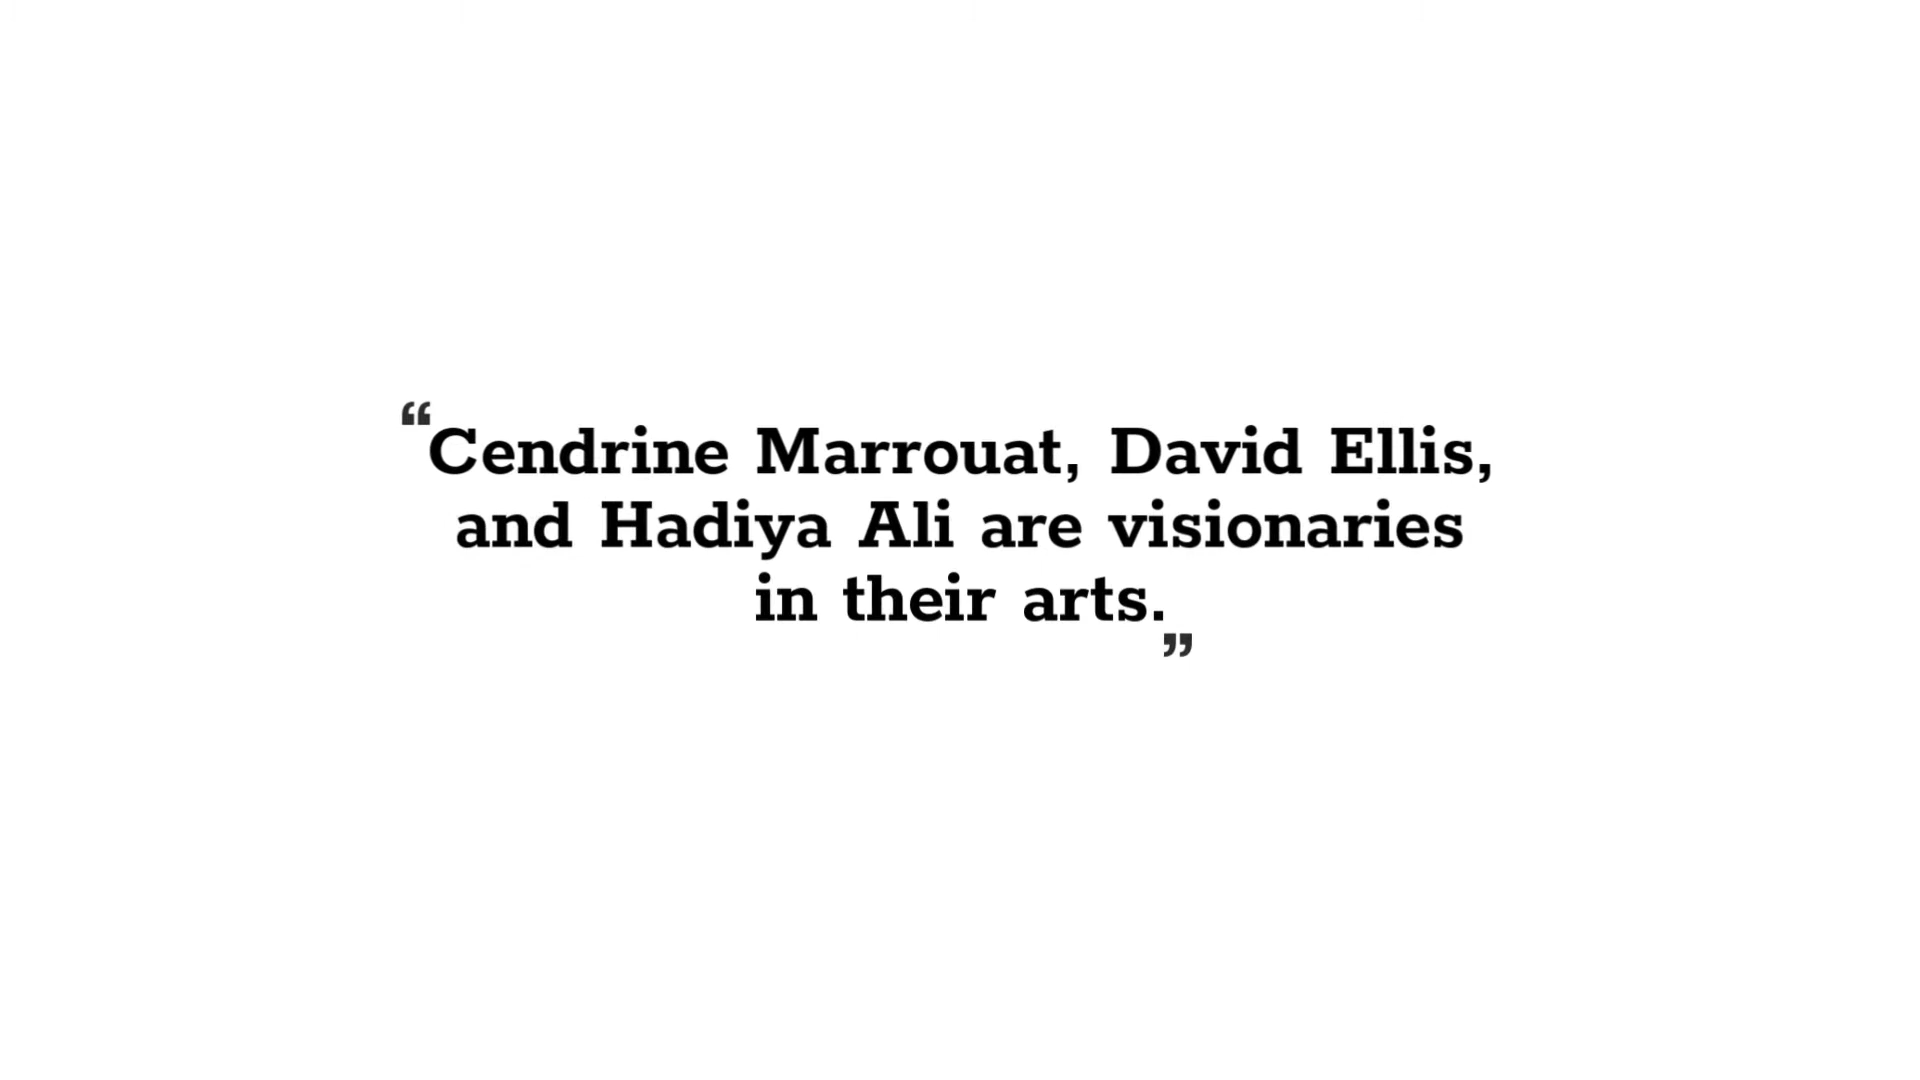 “Cendrine Marrouat, David Ellis,
and Hadiya Ali are visionaries
in their arts.”